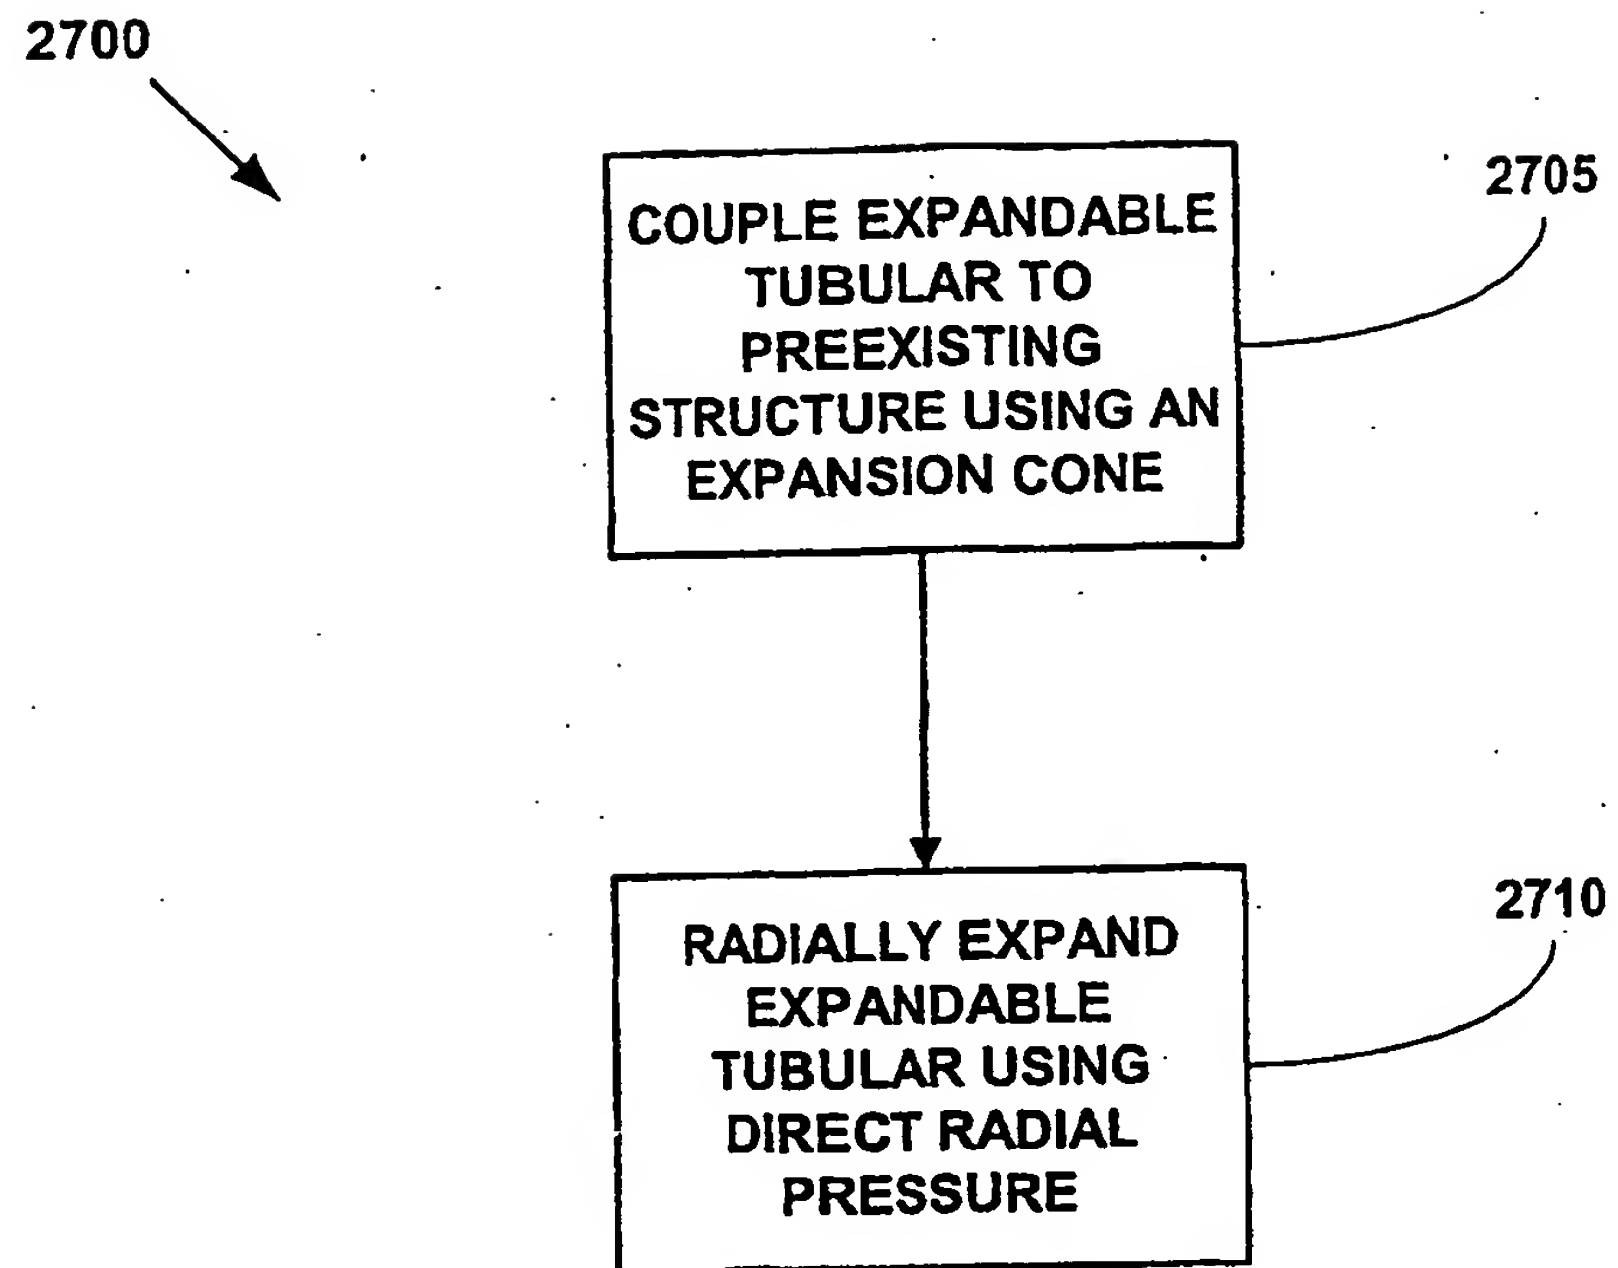 2700
COUPLE EXPANDABLE
TUBULAR TO
PREEXISTING
STRUCTURE USING AN
EXPANSION CONE
2705
RADIALLY EXPAND
EXPANDABLE
TUBULAR USING
DIRECT RADIAL
PRESSURE
2710